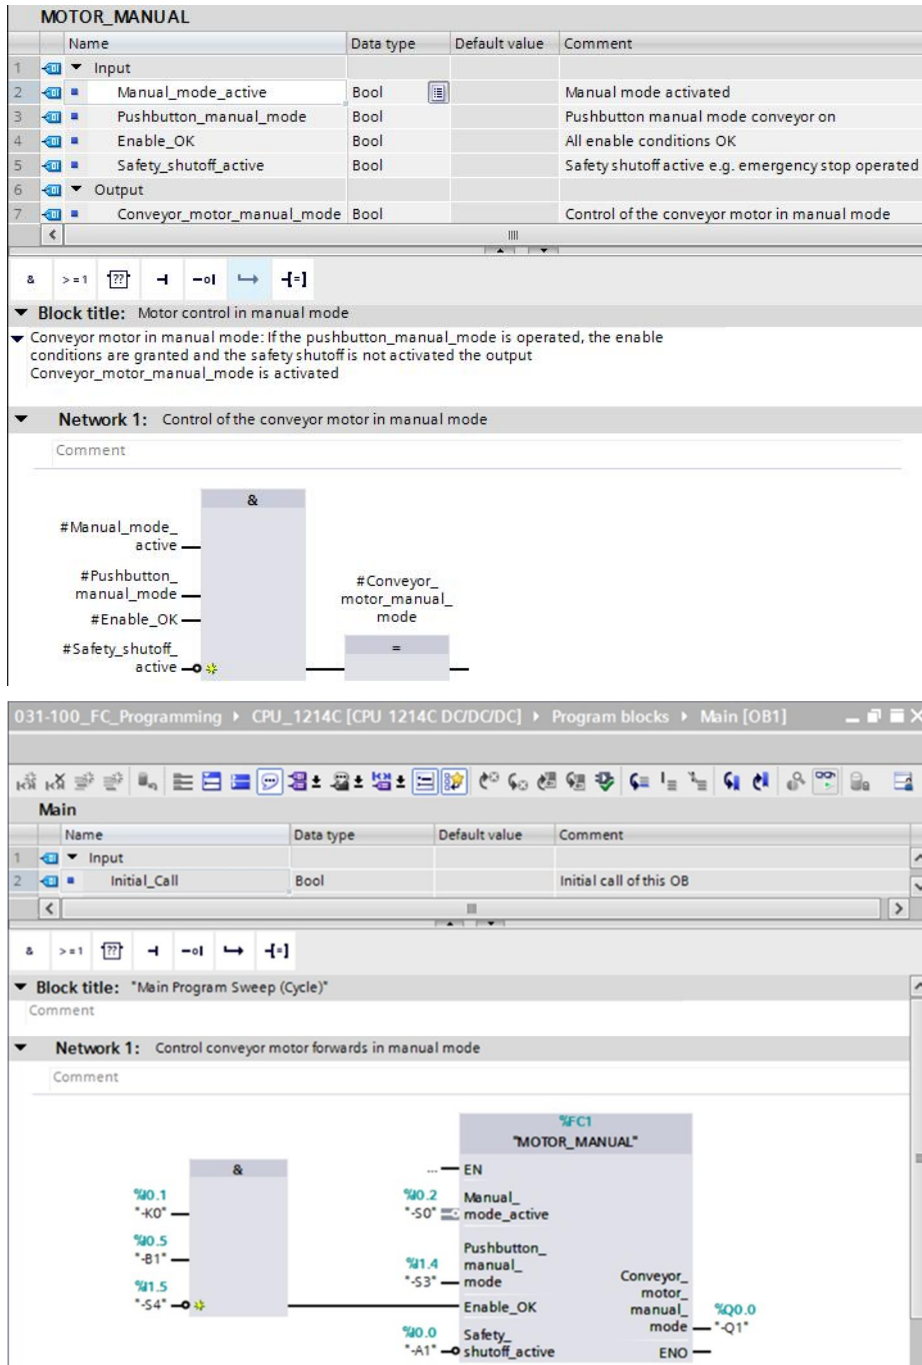 MOTOR_MANUAL
Name Data type Default value Comment
1 Input
2 Manual_mode_active Bool Manual mode activated
3 Pushbutton_manual_mode Bool Pushbutton manual mode conveyor on
4 Enable_OK Bool All enable conditions OK
5 Safety_shutoff_active Bool Safety shutoff active e.g. emergency stop operated
6 Output
7 Conveyor_motor_manual_mode Bool Control of the conveyor motor in manual mode
& >=1 ??
Block title: Motor control in manual mode
Conveyor motor in manual mode: If the pushbutton_manual_mode is operated, the enable
conditions are granted and the safety shutoff is not activated the output
Conveyor_motor_manual_mode is activated
Network 1: Control of the conveyor motor in manual mode
Comment
&
#Manual_mode_
active
#Pushbutton_
manual_mode
#Enable_OK
#Safety_shutoff_
active
#Conveyor_
motor_manual_
mode
=
031-100_FC_Programming CPU_1214C [CPU 1214C DC/DC/DC] Program blocks Main [OB1]
Main
Name Data type Default value Comment
1 Input
2 Initial_Call Bool Initial call of this OB
& >=1 ??
Block title: "Main Program Sweep (Cycle)"
Comment
Network 1: Control conveyor motor forwards in manual mode
Comment
&
%I0.1
"-K0"
%I0.5
"-B1"
%I1.5
"-S4"
%FC1
"MOTOR_MANUAL"
... EN
%I0.2
"-S0"
Manual_
mode_active
%I1.4
"-S3"
Pushbutton_
manual_
mode
Enable_OK
%I0.0
"-A1"
Safety_
shutoff_active
Conveyor_
motor_
manual_
mode
%Q0.0
"-Q1"
ENO